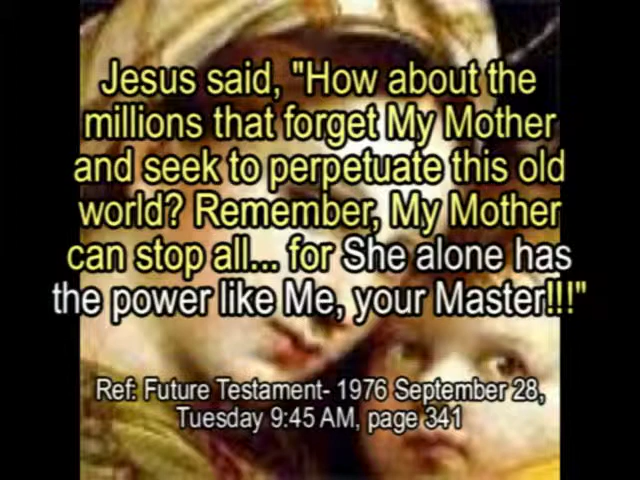 Jesus said, "How about the
millions that forget My Mother
and seek to perpetuate this old
world? Remember, My Mother
can stop all... for She alone has
the power like Me, your Master!!!"
Ref: Future Testament- 1976 September 28,
Tuesday 9:45 AM, page 341